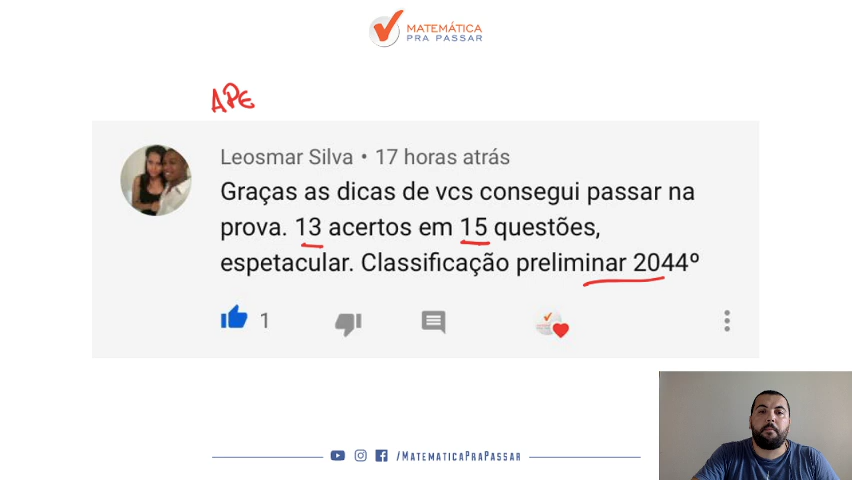 MATEMÁTICA
PRA PASSAR
APE
Leosmar Silva • 17 horas atrás
Graças as dicas de vcs consegui passar na
prova. 13 acertos em 15 questões,
espetacular. Classificação preliminar 2044º
1
/MATEMATICAPRAPASSAR